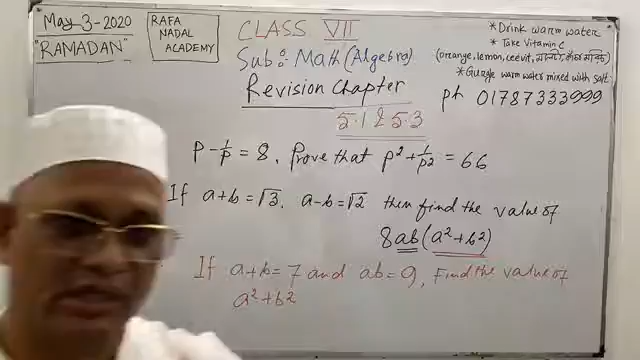 May-3-2020
"RAMADAN"
RAFA
NADAL
ACADEMY
CLASS VII
Sub: Math (Algebra)
Revision Chapter
5.1 & 5.3
* Drink warm water
* Take Vitamin c
(orange, lemon, ceevit,
* Gurgle warm water mixed with salt
ph 01787333999
P - 1/P = 8, Prove that P² + 1/P² = 66
If a+b = √3, a-b = √2 then find the value of
8ab(a²+b²)
If a+b = 7 and ab = 9, Find the value of
a²+b²